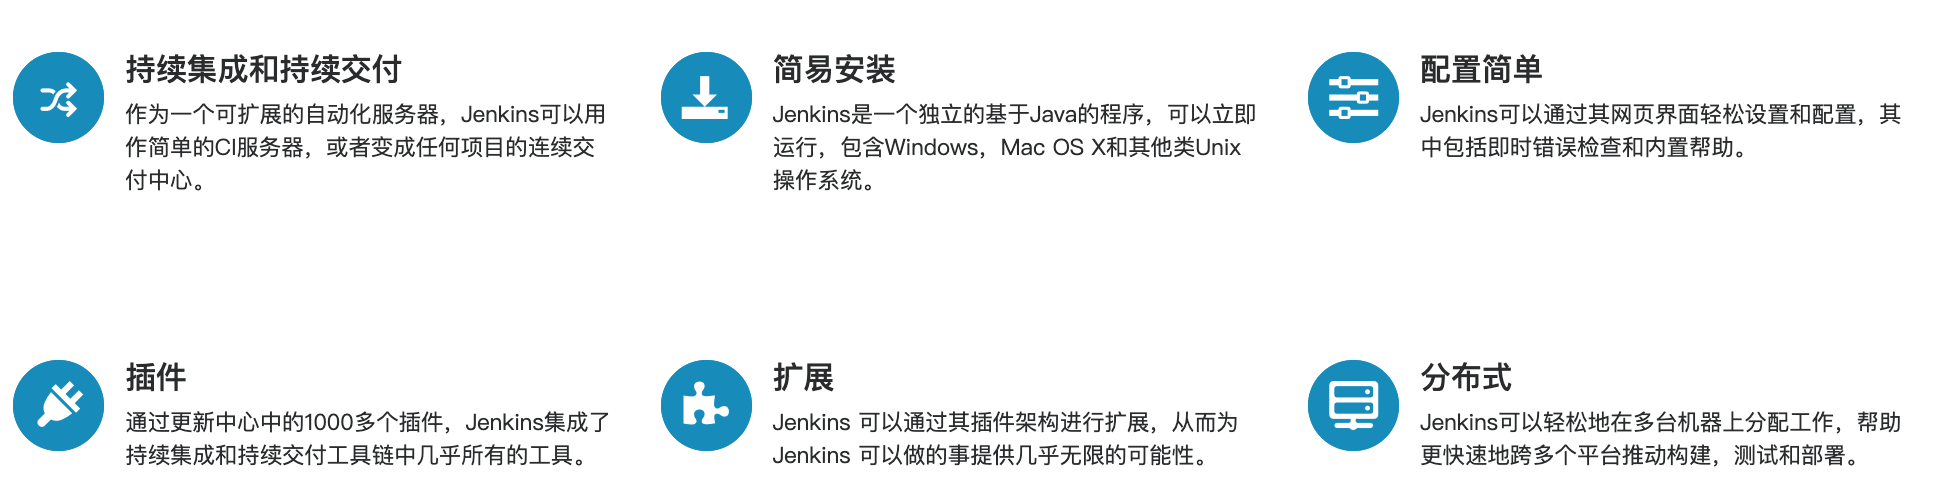 持续集成和持续交付
作为一个可扩展的自动化服务器，Jenkins可以用
作简单的CI服务器，或者变成任何项目的连续交
付中心。
简易安装
Jenkins是一个独立的基于Java的程序，可以立即
运行，包含Windows，Mac OS X和其他类Unix
操作系统。
配置简单
Jenkins可以通过其网页界面轻松设置和配置，其
中包括即时错误检查和内置帮助。
插件
通过更新中心中的1000多个插件，Jenkins集成了
持续集成和持续交付工具链中几乎所有的工具。
扩展
Jenkins 可以通过其插件架构进行扩展，从而为
Jenkins 可以做的事提供几乎无限的可能性。
分布式
Jenkins可以轻松地在多台机器上分配工作，帮助
更快速地跨多个平台推动构建，测试和部署。